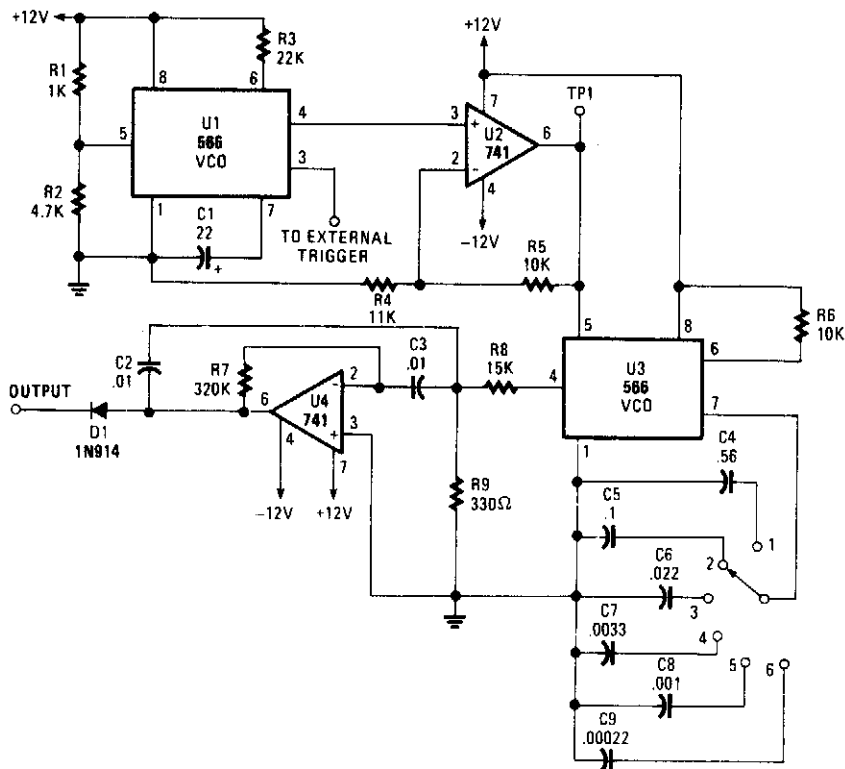 +12V
R1
1K
R3
22K
8
6
5
U1
566
VCO
4
3
1
7
R2
4.7K
C1
22
+
TO EXTERNAL
TRIGGER
+12V
7
3
+
2
-
U2
741
6
4
-12V
TP1
R4
11K
R5
10K
5
8
R6
10K
6
4
U3
566
VCO
7
1
C2
.01
R7
320K
C3
.01
R8
15K
OUTPUT
D1
1N914
6
U4
741
2
-
3
+
4
7
-12V
+12V
R9
330Ω
C4
.56
C5
.1
C6
.022
C7
.0033
C8
.001
C9
.00022
1
2
3
4
5
6